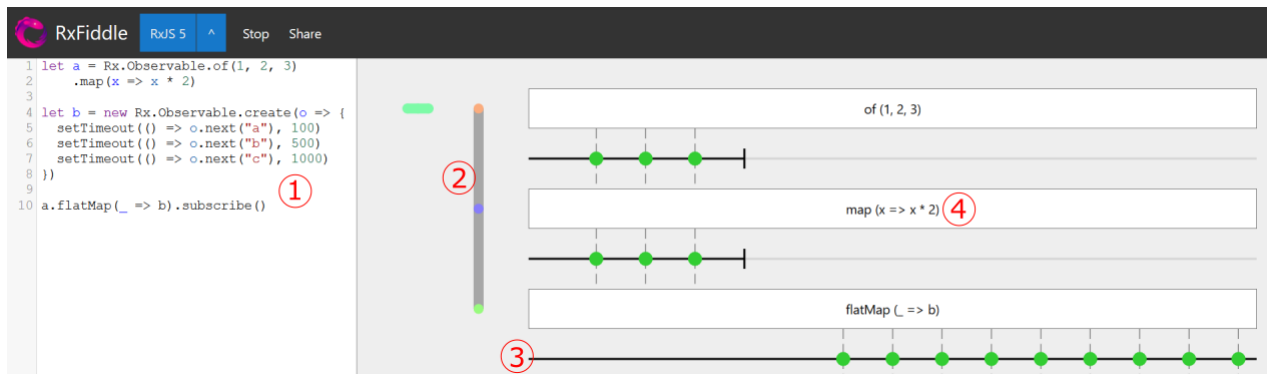 RxFiddle RxJS 5 ^ Stop Share
1 let a = Rx.Observable.of(1, 2, 3)
2 .map(x => x * 2)
3
4 let b = new Rx.Observable.create(o => {
5 setTimeout(() => o.next("a"), 100)
6 setTimeout(() => o.next("b"), 500)
7 setTimeout(() => o.next("c"), 1000)
8 })
9
10 a.flatMap(_ => b).subscribe()
1
2
of (1, 2, 3)
map (x => x * 2) 4
flatMap (_ => b)
3